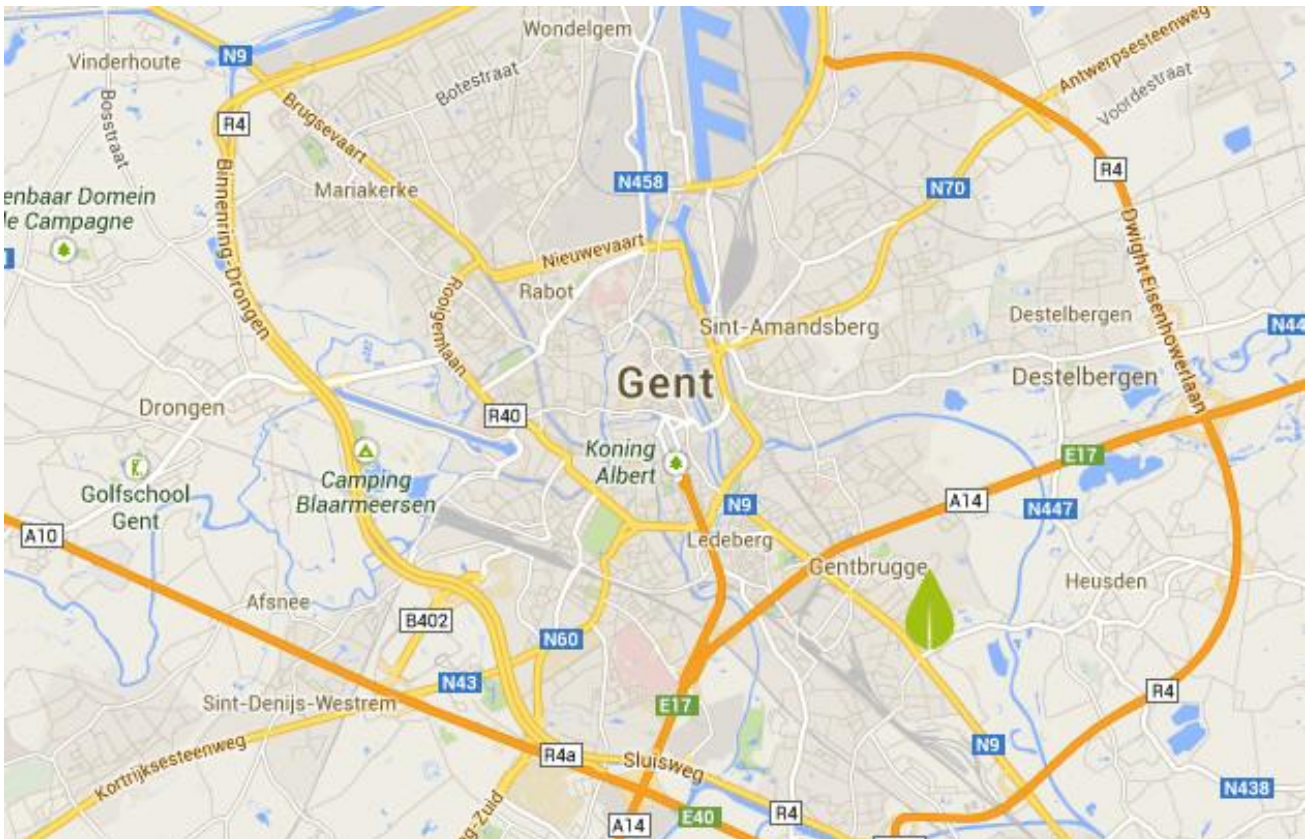 Wondelgem
N9
Vinderhoute
Antwerpsesteenweg
Botestraat
Voordestraat
Bosstraat
Brugsevaart
R4
R4
N458
N70
Mariakerke
enbaar Domein
de Campagne
Binnenring-Drongen
Dwight Eisenhowerlaan
Nieuwevaart
Rabot
Rooigemlaan
Sint-Amandsberg
Destelbergen
N44
Gent
Destelbergen
Drongen
R40
Koning
Albert
E17
Golfschool
Gent
Camping
Blaarmeersen
N9
A14
N447
A10
Ledeberg
Gentbrugge
Heusden
Afsnee
B402
N60
N43
R4
Sint-Denijs-Westrem
E17
Kortrijksesteenweg
R4a
Sluisweg
N9
N438
g-Zuid
A14
E40
R4